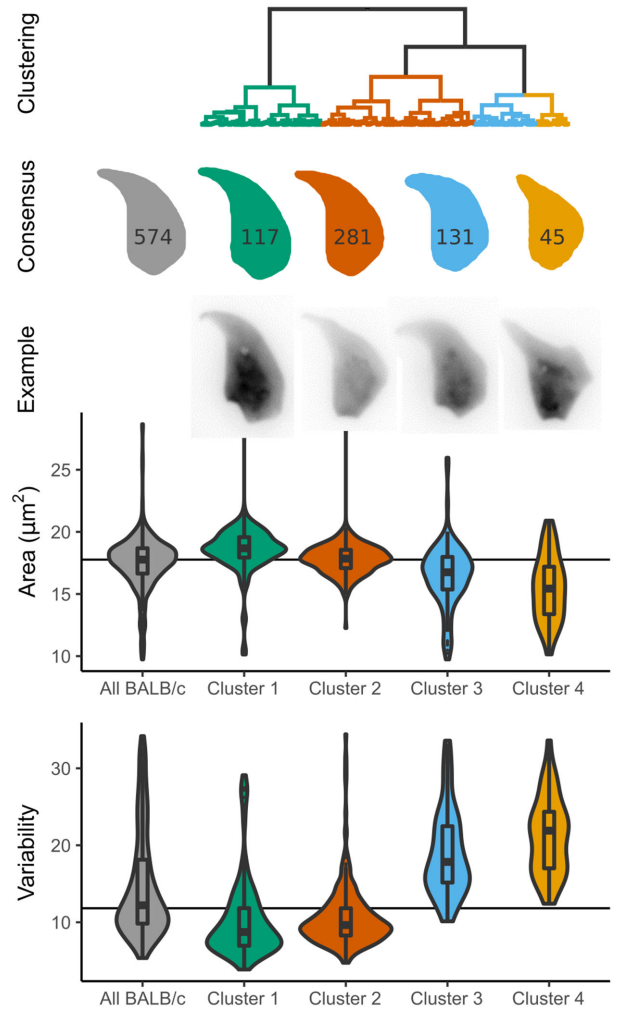 Clustering
Consensus
574 117 281 131 45
Example
Area (μm²)
25
20
15
10
All BALB/c Cluster 1 Cluster 2 Cluster 3 Cluster 4
Variability
30
20
10
All BALB/c Cluster 1 Cluster 2 Cluster 3 Cluster 4